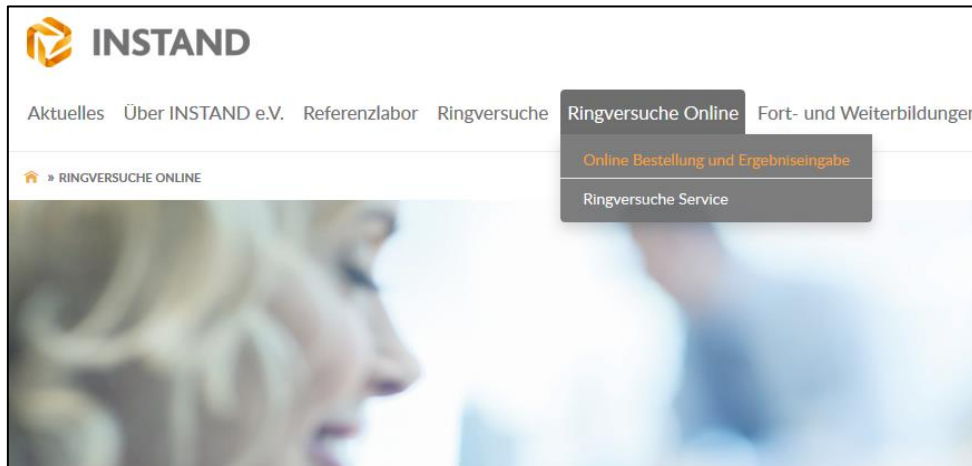 INSTAND
Aktuelles Über INSTAND e.V. Referenzlabor Ringversuche Ringversuche Online Fort- und Weiterbildungen
Online Bestellung und Ergebniseingabe
» RINGVERSUCHE ONLINE
Ringversuche Service